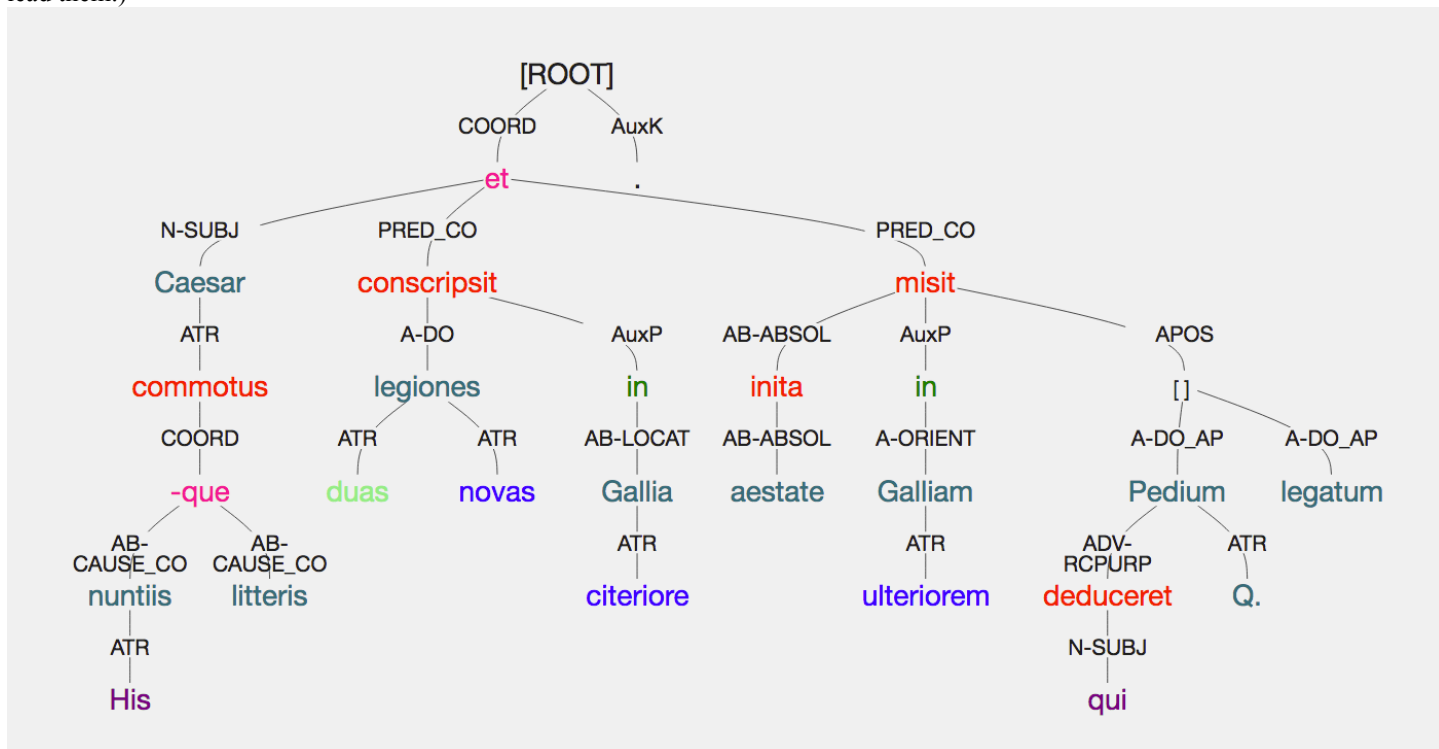 lead them.)
[ROOT]
COORD AuxK
et .
N-SUBJ PRED_CO PRED_CO
Caesar conscripsit misit
ATR A-DO AuxP AB-ABSOL AuxP APOS
commotus legiones in inita in []
COORD ATR ATR AB-LOCAT AB-ABSOL A-ORIENT A-DO_AP A-DO_AP
-que duas novas Gallia aestate Galliam Pedium legatum
AB-CAUSE_CO AB-CAUSE_CO ATR ATR ADV-RCPURP ATR
nuntiis litteris citeriore ulteriorem deduceret Q.
ATR N-SUBJ
His qui